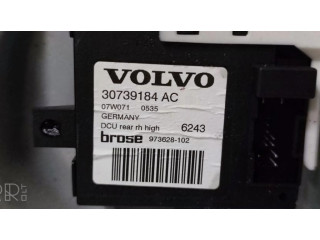 VOLVO
30739184 AC
07W071 0535
GERMANY
DCU rear rh high 6243
brose 973628-102